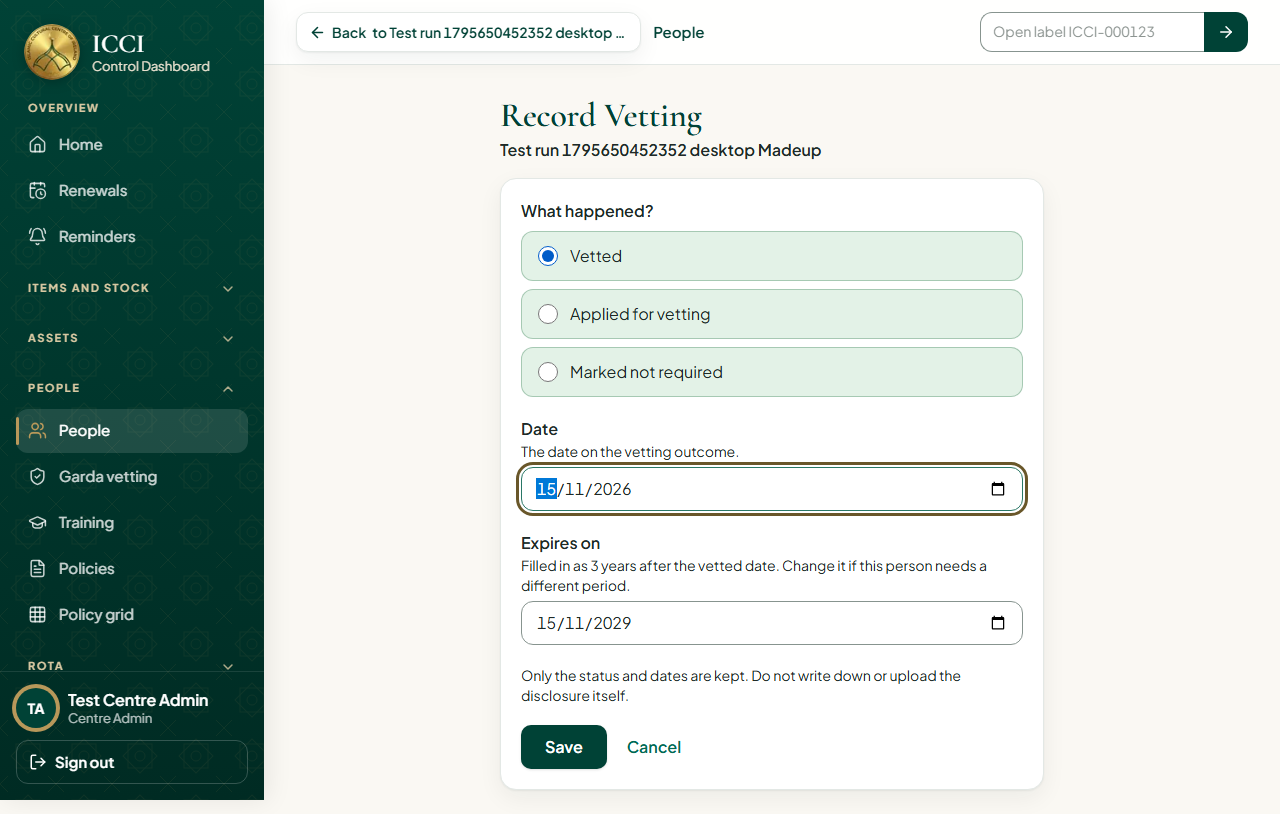 ICCI
Control Dashboard
OVERVIEW
Home
Renewals
Reminders
ITEMS AND STOCK
ASSETS
PEOPLE
People
Garda vetting
Training
Policies
Policy grid
ROTA
TA
Test Centre Admin
Centre Admin
Sign out
Back to Test run 1795650452352 desktop ...
People
Open label ICCI-000123
Record Vetting
Test run 1795650452352 desktop Madeup
What happened?
Vetted
Applied for vetting
Marked not required
Date
The date on the vetting outcome.
15/11/2026
Expires on
Filled in as 3 years after the vetted date. Change it if this person needs a
different period.
15/11/2029
Only the status and dates are kept. Do not write down or upload the
disclosure itself.
Save
Cancel